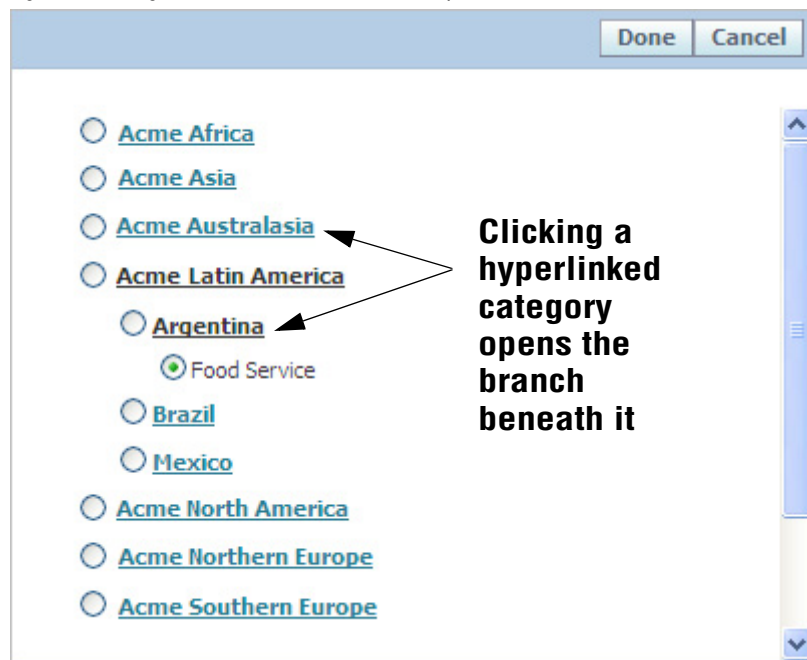 Done Cancel
Acme Africa
Acme Asia
Acme Australasia
Acme Latin America
Argentina
Food Service
Brazil
Mexico
Acme North America
Acme Northern Europe
Acme Southern Europe
Clicking a
hyperlinked
category
opens the
branch
beneath it